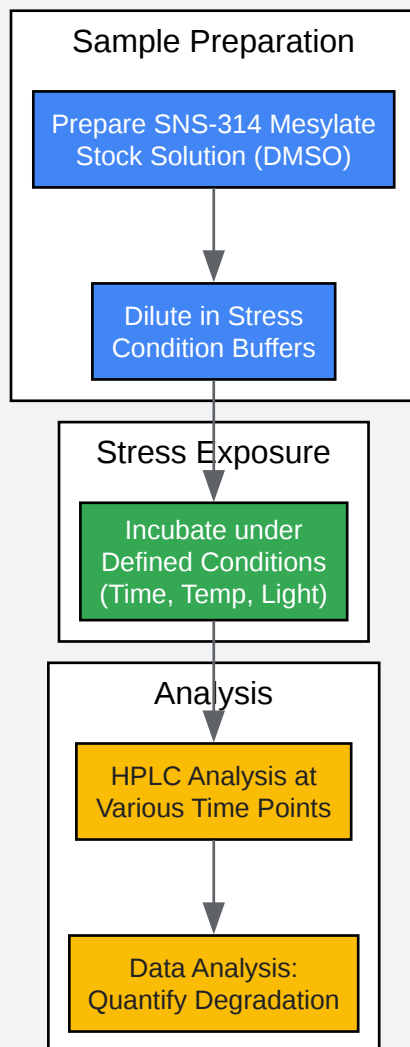 Sample Preparation
Prepare SNS-314 Mesylate
Stock Solution (DMSO)
Dilute in Stress
Condition Buffers
Stress Exposure
Incubate under
Defined Conditions
(Time, Temp, Light)
Analysis
HPLC Analysis at
Various Time Points
Data Analysis:
Quantify Degradation